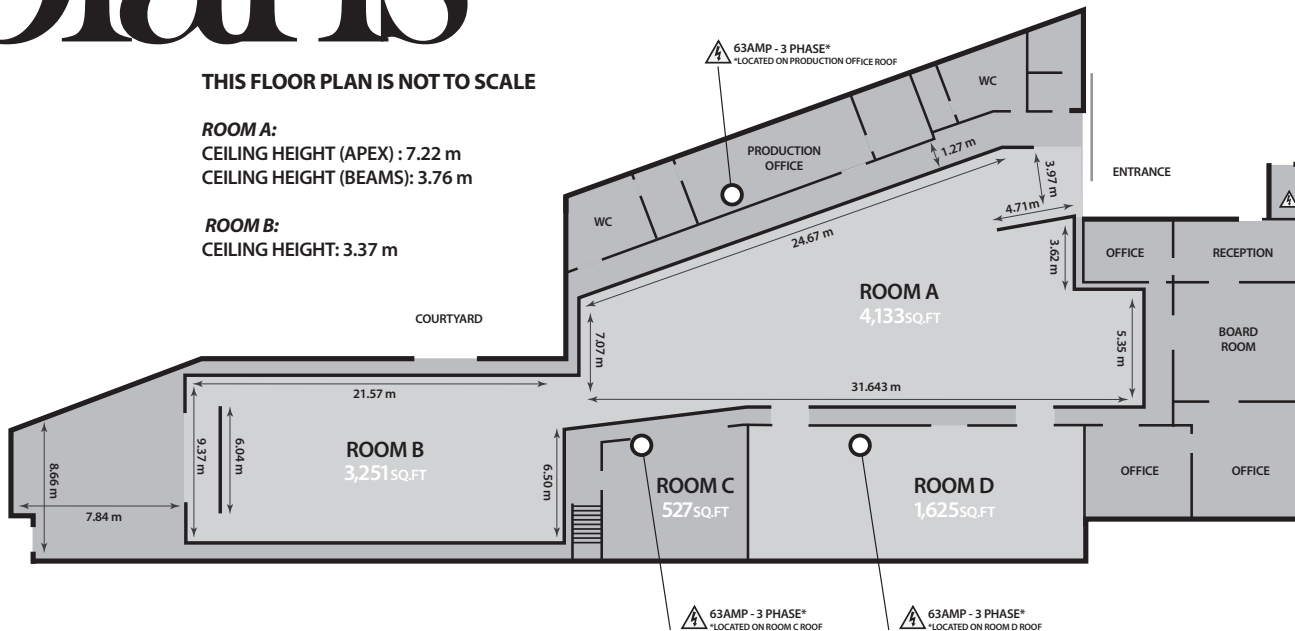 plans
THIS FLOOR PLAN IS NOT TO SCALE
ROOM A:
CEILING HEIGHT (APEX) : 7.22 m
CEILING HEIGHT (BEAMS): 3.76 m
ROOM B:
CEILING HEIGHT: 3.37 m
63AMP - 3 PHASE*
*LOCATED ON PRODUCTION OFFICE ROOF
WC
PRODUCTION
OFFICE
1.27 m
3.97 m
ENTRANCE
WC
4.71m
24.67 m
3.62 m
OFFICE
RECEPTION
ROOM A
4,133SQ.FT
COURTYARD
7.07 m
5.35 m
BOARD
ROOM
21.57 m
31.643 m
9.37 m
6.04 m
ROOM B
3,251SQ.FT
6.50 m
8.66 m
7.84 m
ROOM C
527SQ.FT
ROOM D
1,625SQ.FT
OFFICE
OFFICE
63AMP - 3 PHASE*
*LOCATED ON ROOM C ROOF
63AMP - 3 PHASE*
*LOCATED ON ROOM D ROOF